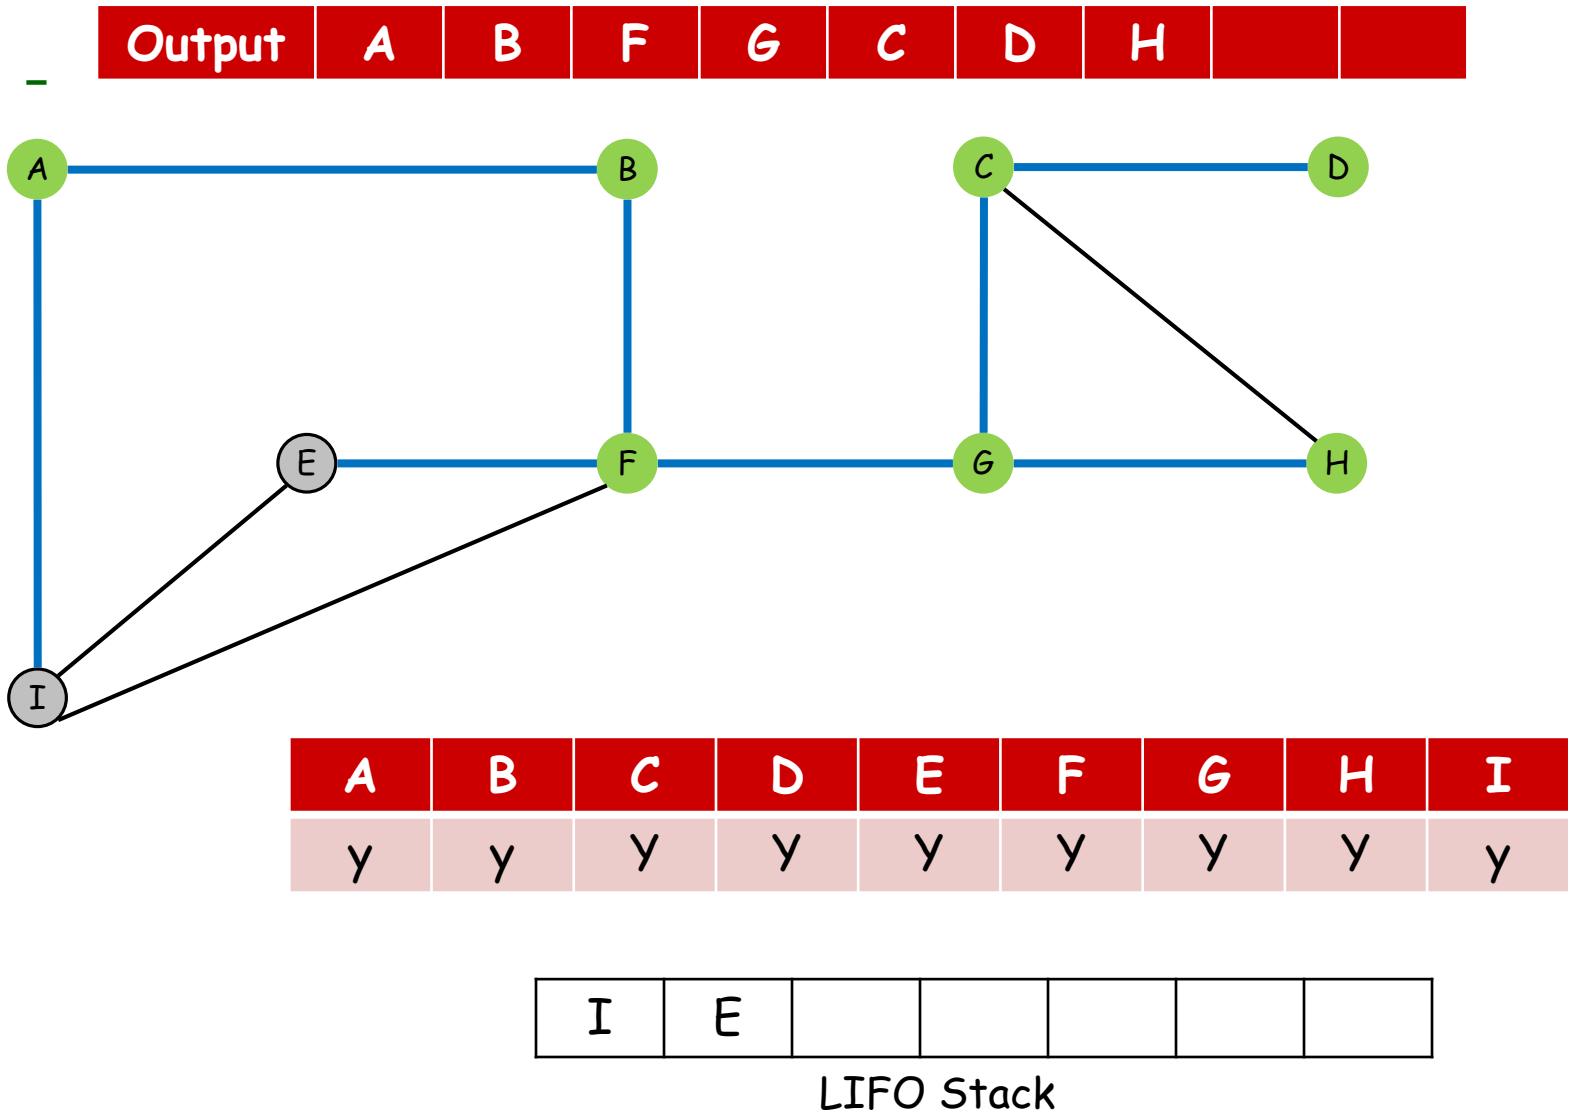 Output A B F G C D H
A B C D
E F G H
I
A B C D E F G H I
y y y y y y y y y
I E
LIFO Stack